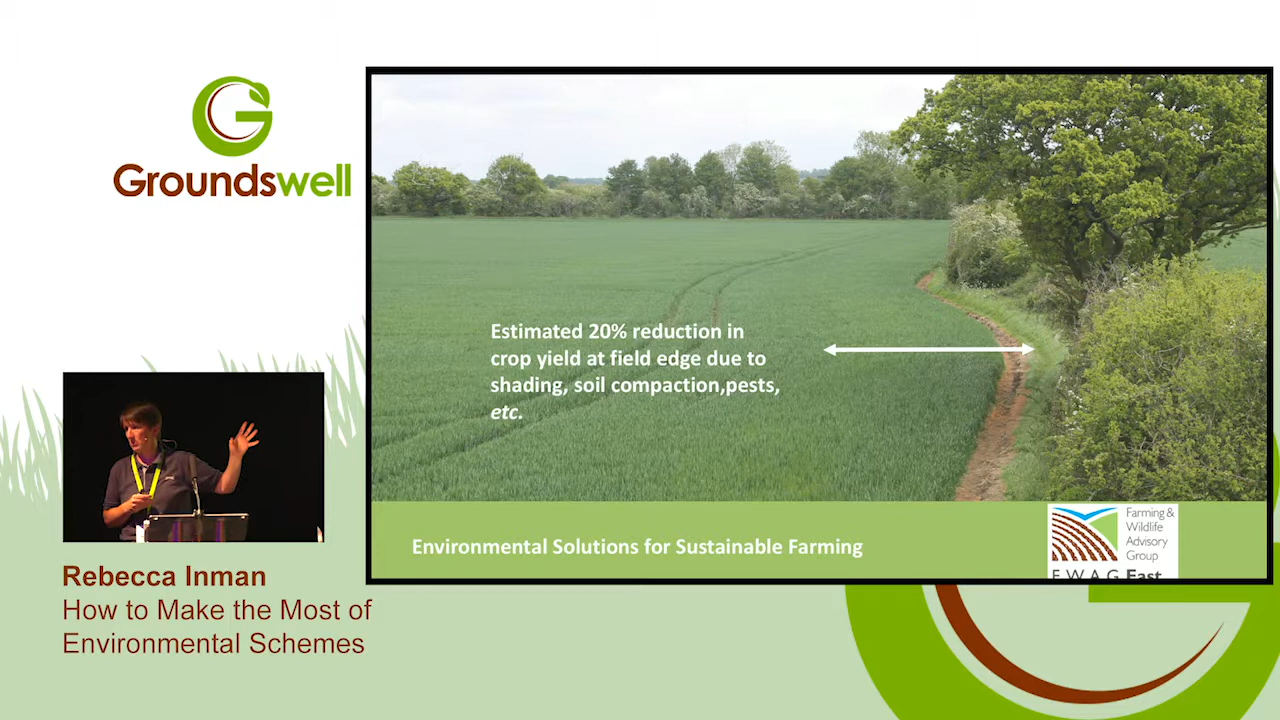 Groundswell
Estimated 20% reduction in
crop yield at field edge due to
shading, soil compaction,pests,
etc.
Environmental Solutions for Sustainable Farming
Farming &
Wildlife
Advisory
Group
F W A G East
Rebecca Inman
How to Make the Most of
Environmental Schemes